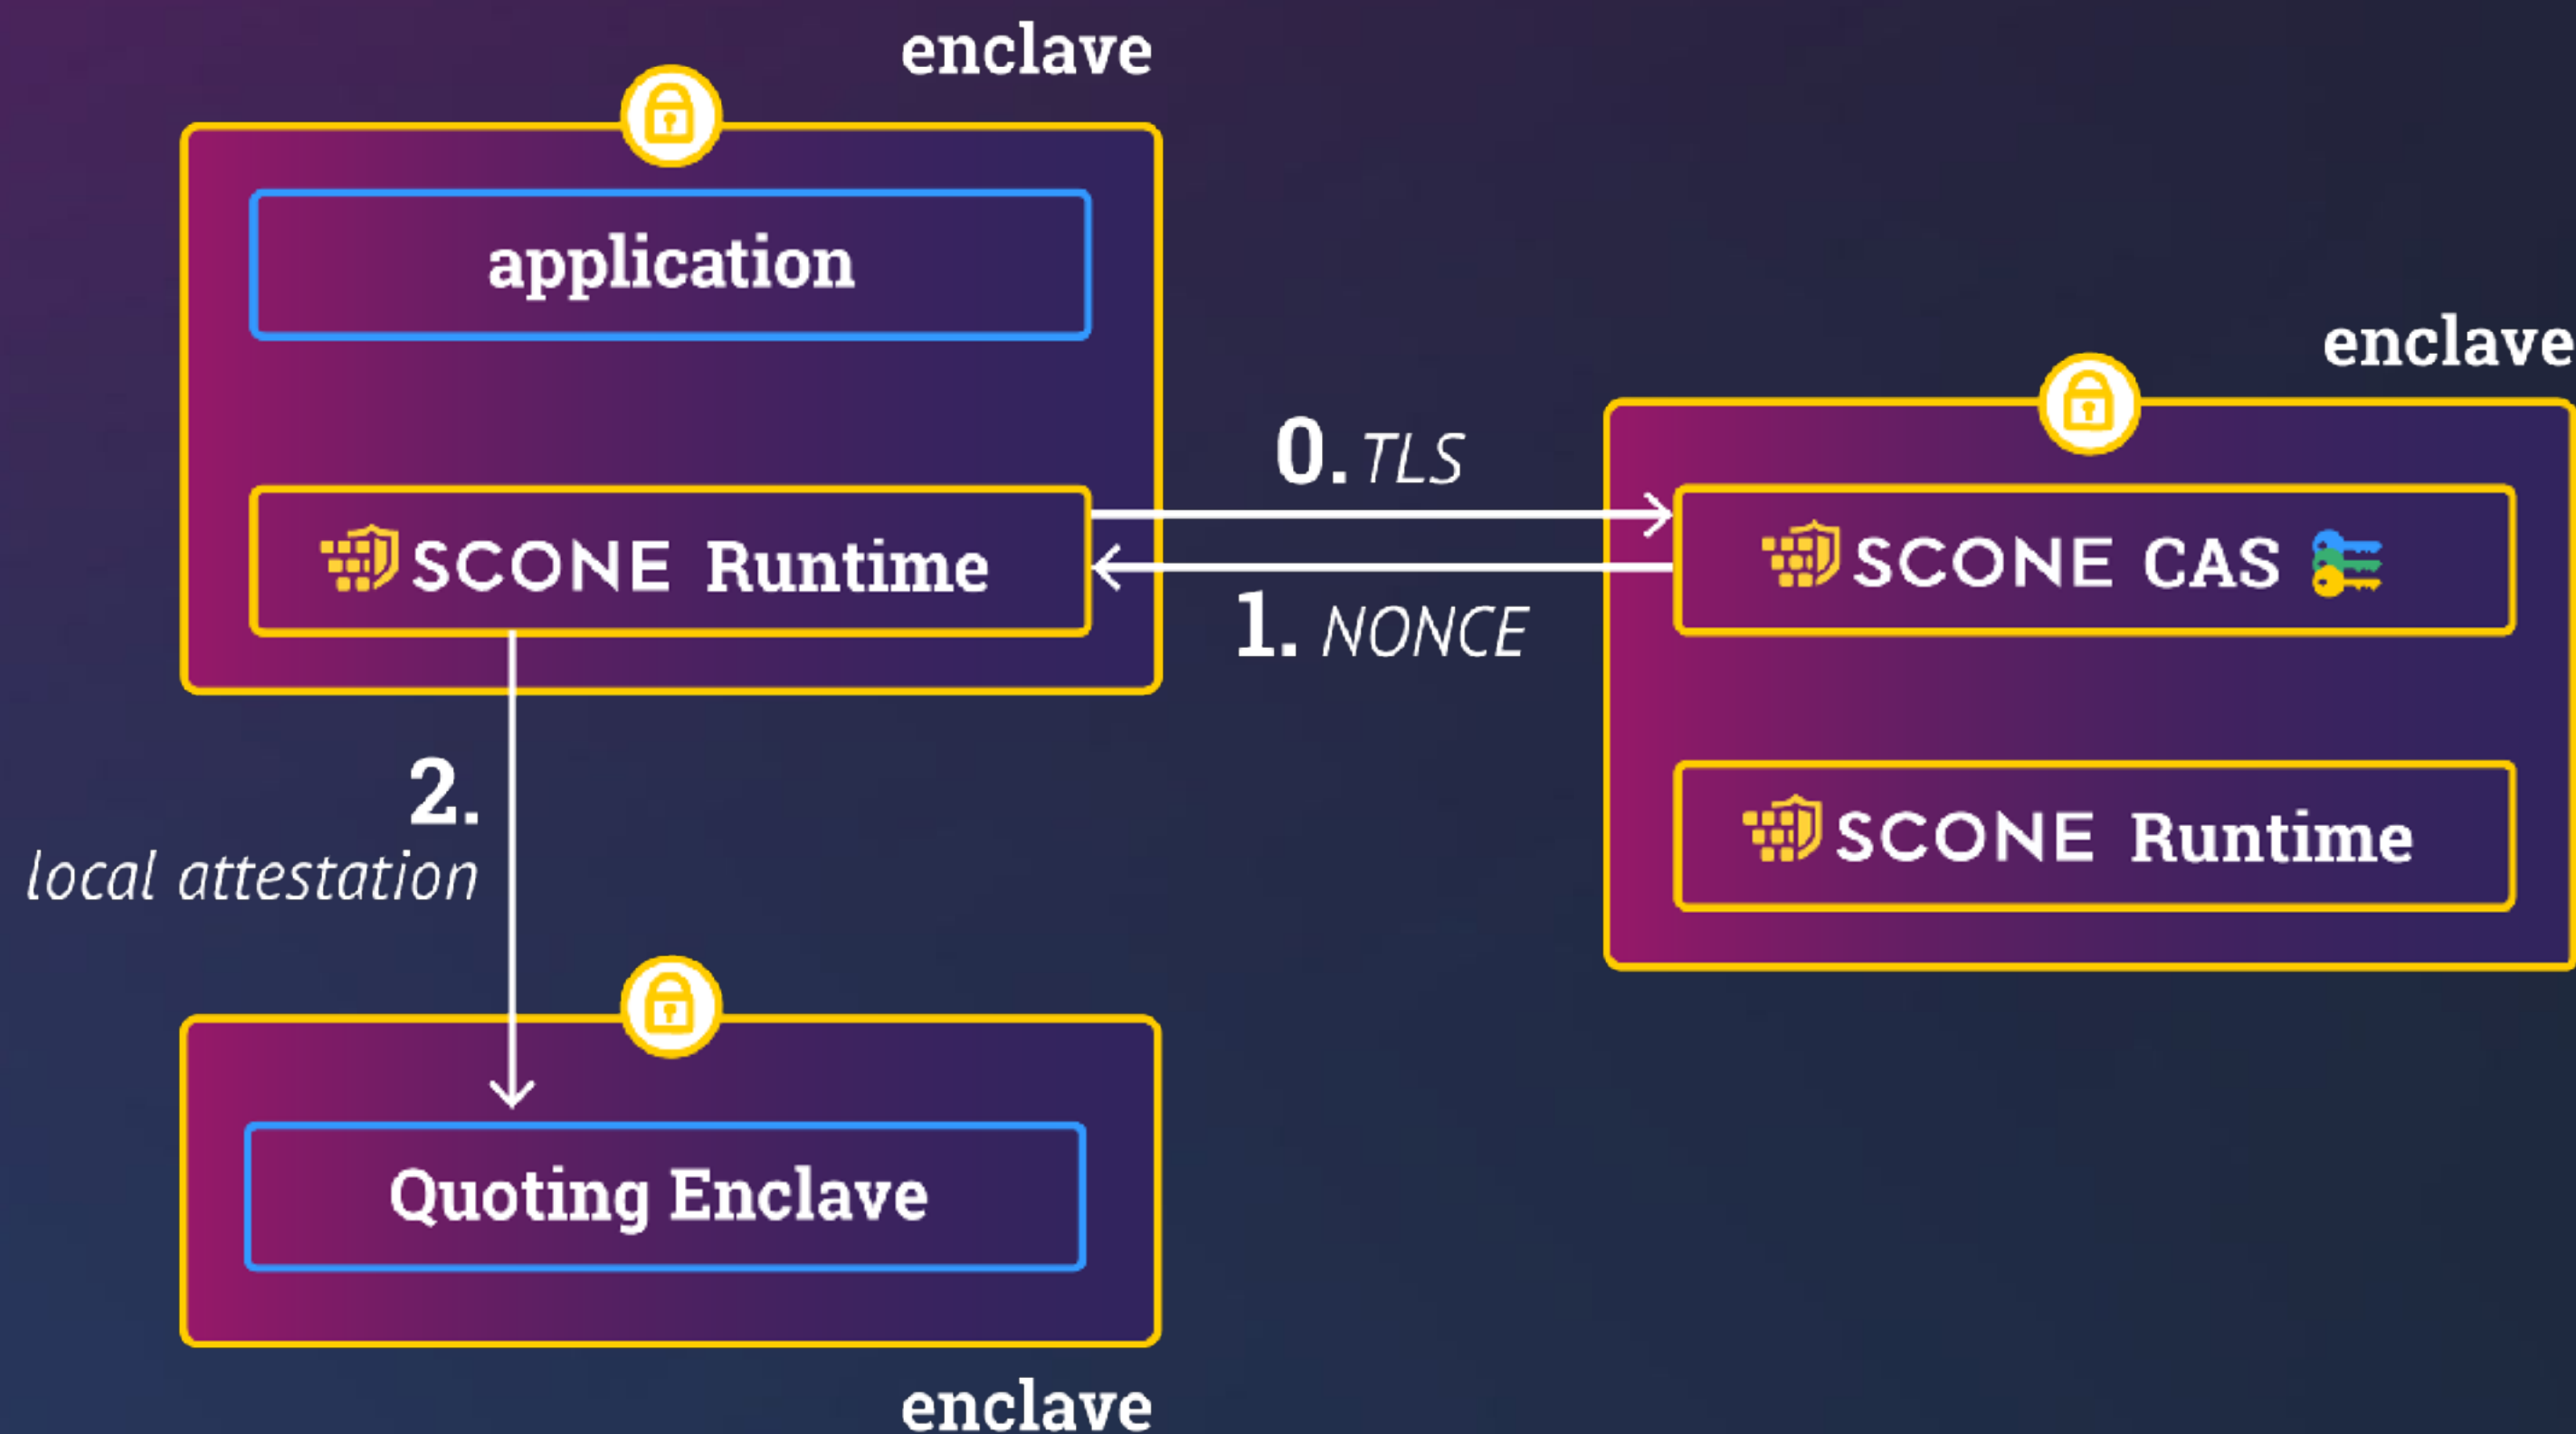 enclave
application
SCONE Runtime
0. TLS
1. NONCE
enclave
SCONE CAS
SCONE Runtime
2.
local attestation
Quoting Enclave
enclave